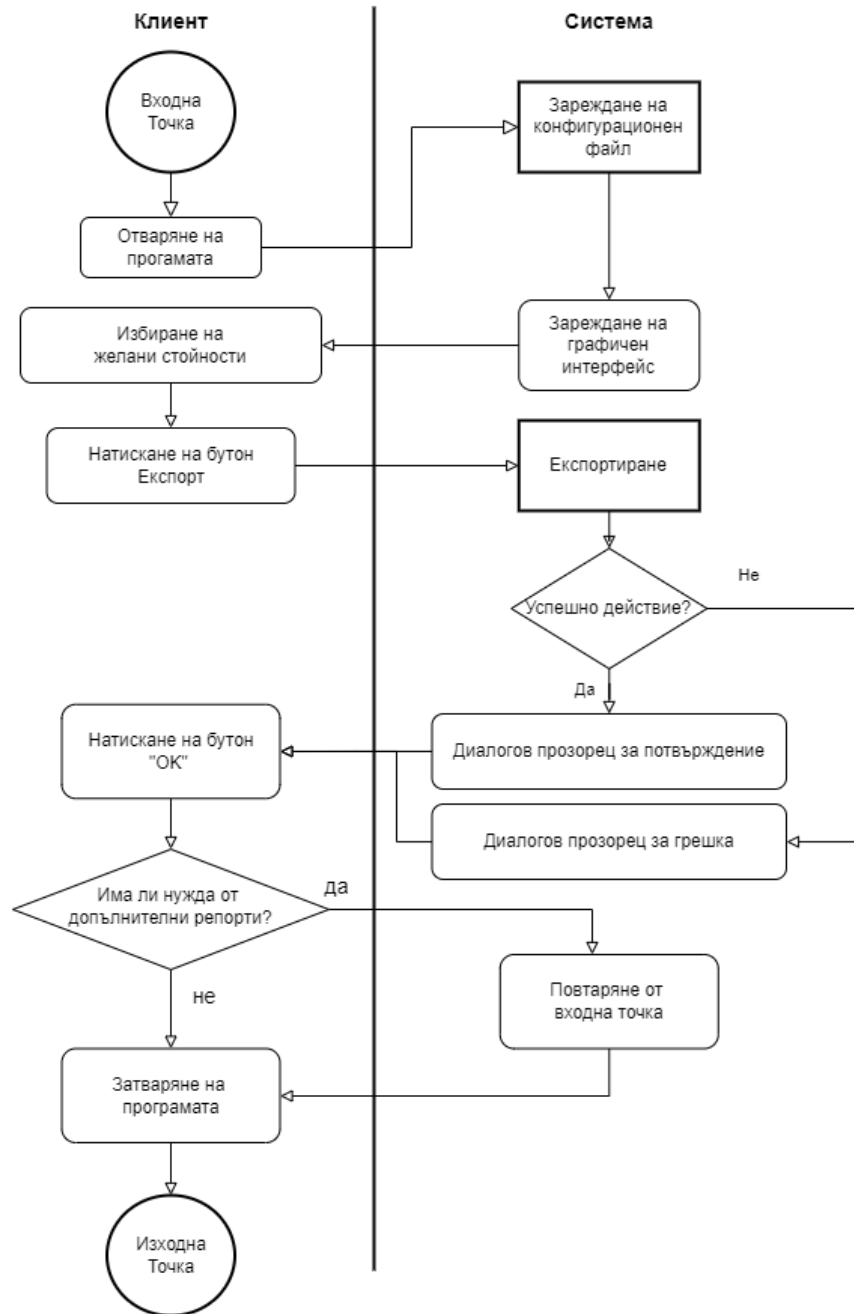 Клиент
Система
Входна
Точка
Зареждане на
конфигурационен
файл
Отваряне на
прогамата
Избиране на
желани стойности
Зареждане на
графичен
интерфейс
Натискане на бутон
Експорт
Експортиране
Не
Успешно действие?
Да
Натискане на бутон
"ОК"
Диалогов прозорец за потвърждение
Диалогов прозорец за грешка
Има ли нужда от
допълнителни репорти?
да
не
Повтаряне от
входна точка
Затваряне на
програмата
Изходна
Точка